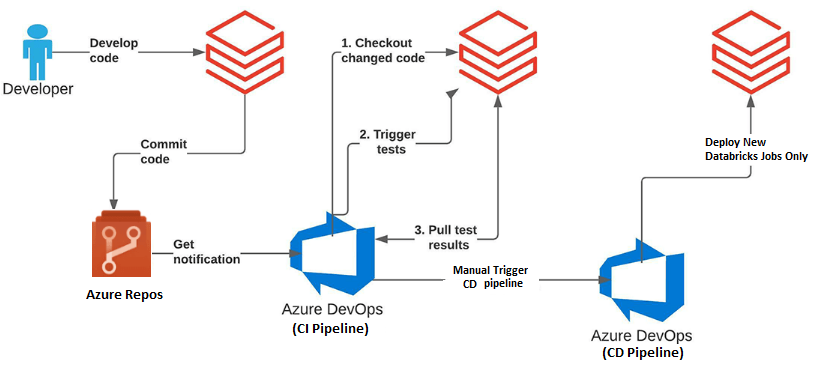 Developer
Develop
code
1. Checkout
changed code
2. Trigger
tests
3. Pull test
results
Deploy New
Databricks Jobs Only
Commit
code
Azure Repos
Get
notification
Azure DevOps
(CI Pipeline)
Manual Trigger
CD pipeline
Azure DevOps
(CD Pipeline)